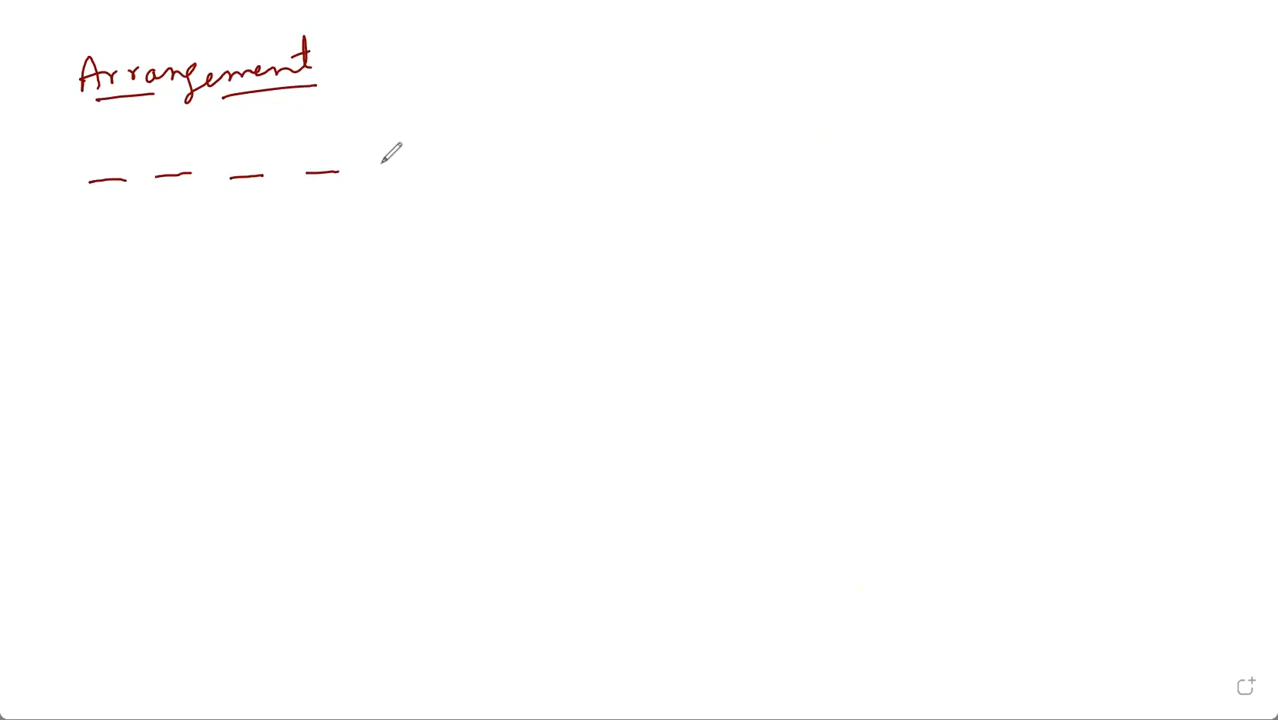 Arrangement
_ _ _ _